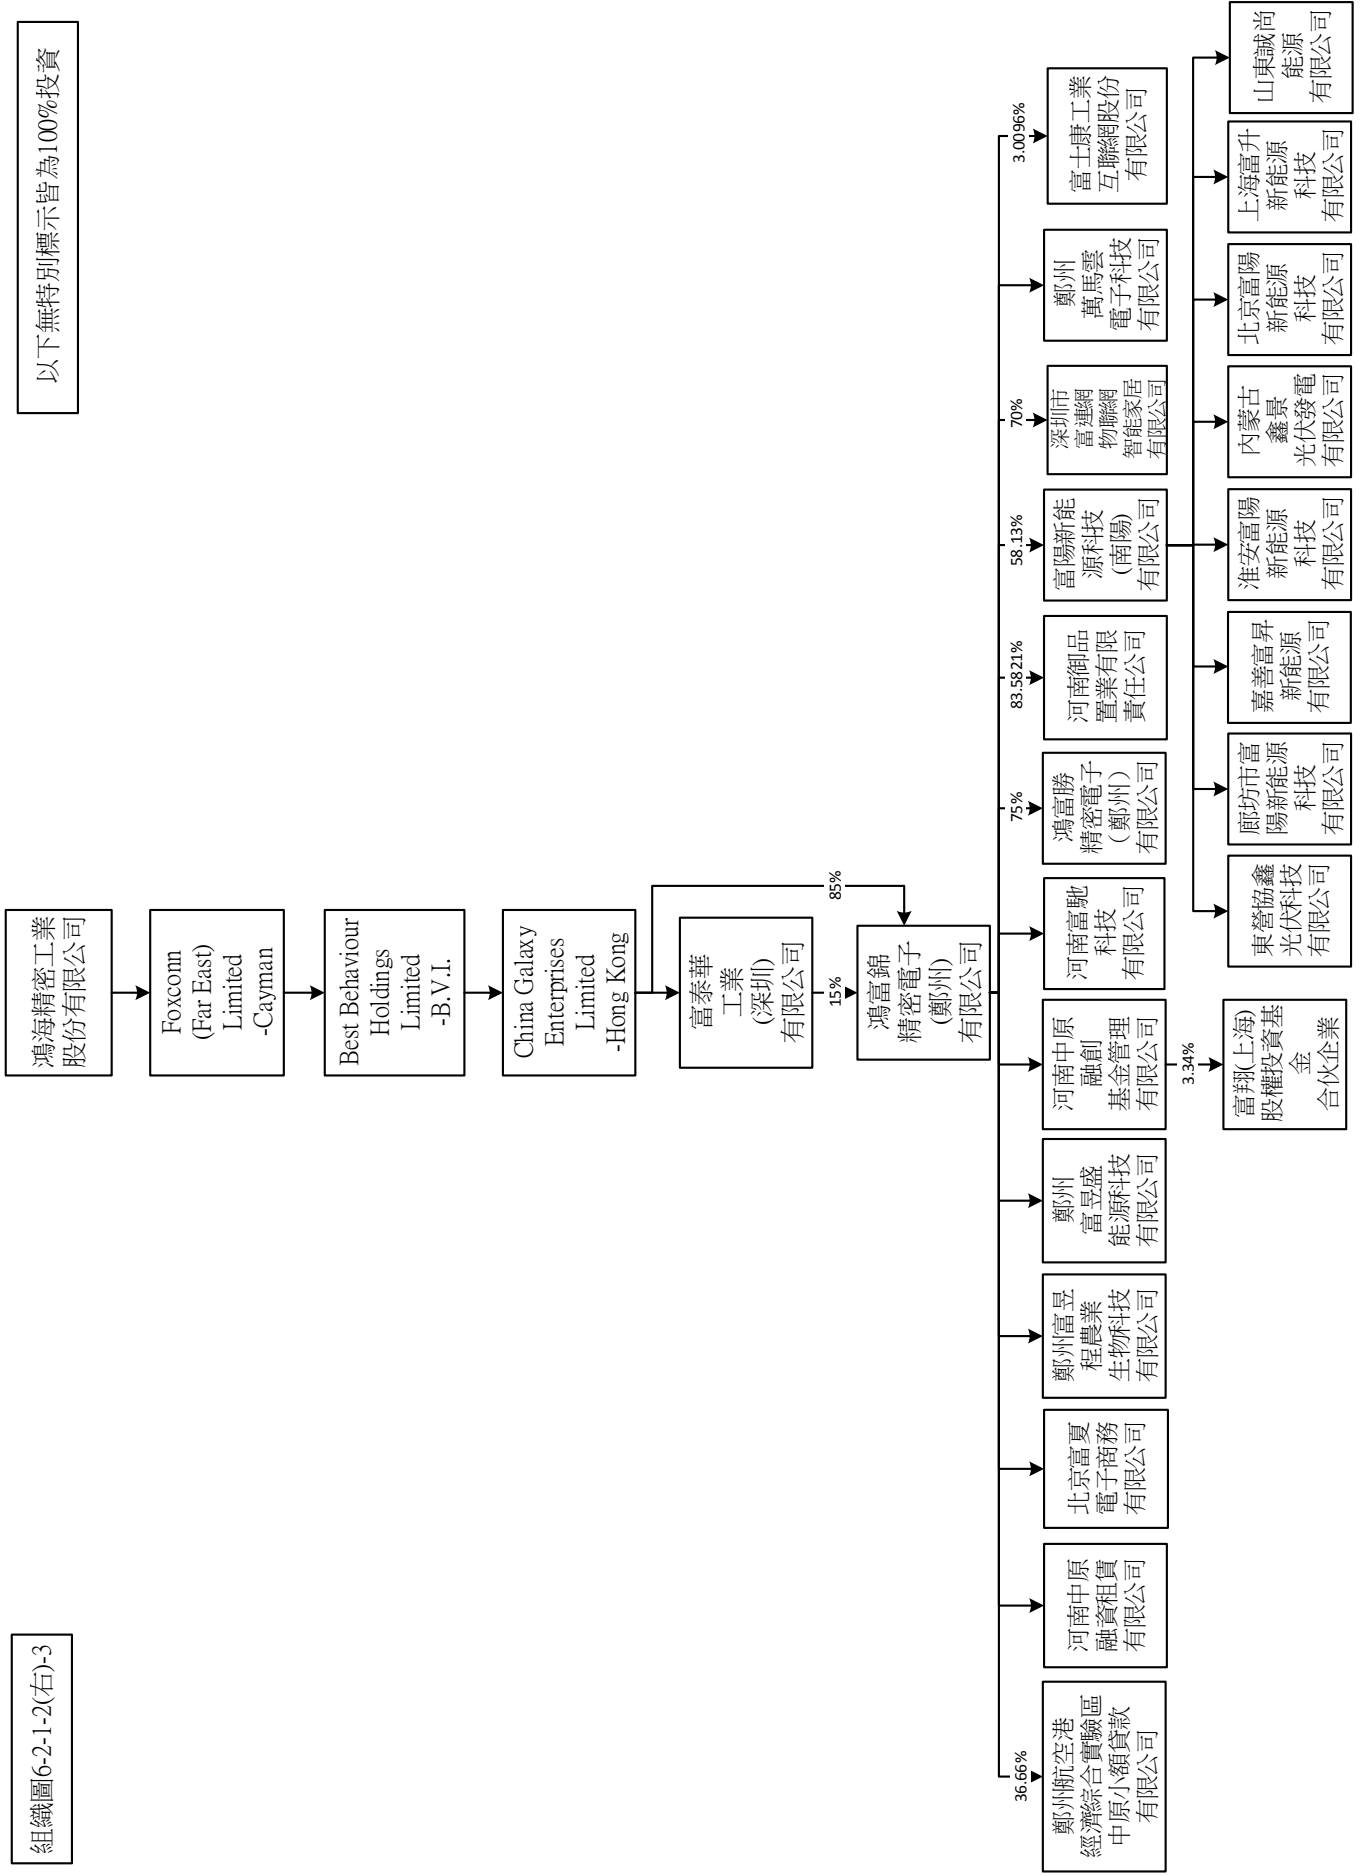 組織圖6-2-1-2(右)-3
以下無特別標示皆為100%投資
鴻海精密工業
股份有限公司
Foxconn
(Far East)
Limited
-Cayman
Best Behaviour
Holdings
Limited
-B.V.I.
China Galaxy
Enterprises
Limited
-Hong Kong
富泰華
工業
(深圳)
有限公司
15%
85%
鴻富錦
精密電子
(鄭州)
有限公司
36.66%
鄭州航空港
經濟綜合實驗區
中原小額貸款
有限公司
河南中原
融資租賃
有限公司
北京富夏
電子商務
有限公司
鄭州富昱
程農業
生物科技
有限公司
鄭州
富昱盛
能源科技
有限公司
河南中原
融創
基金管理
有限公司
河南富馳
科技
有限公司
75%
鴻富勝
精密電子
(鄭州)
有限公司
83.5821%
河南御品
置業有限
責任公司
58.13%
富陽新能
源科技
(南陽)
有限公司
70%
深圳市
富連網
物聯網
智能家居
有限公司
鄭州
萬馬雲
電子科技
有限公司
3.0096%
富士康工業
互聯網股份
有限公司
3.34%
富翔(上海)
股權投資基
金
合伙企業
東營協鑫
光伏科技
有限公司
廊坊市富
陽新能源
科技
有限公司
嘉善富昇
新能源
有限公司
淮安富陽
新能源
科技
有限公司
內蒙古
鑫景
光伏發電
有限公司
北京富陽
新能源
科技
有限公司
上海富升
新能源
科技
有限公司
山東誠尚
能源
有限公司